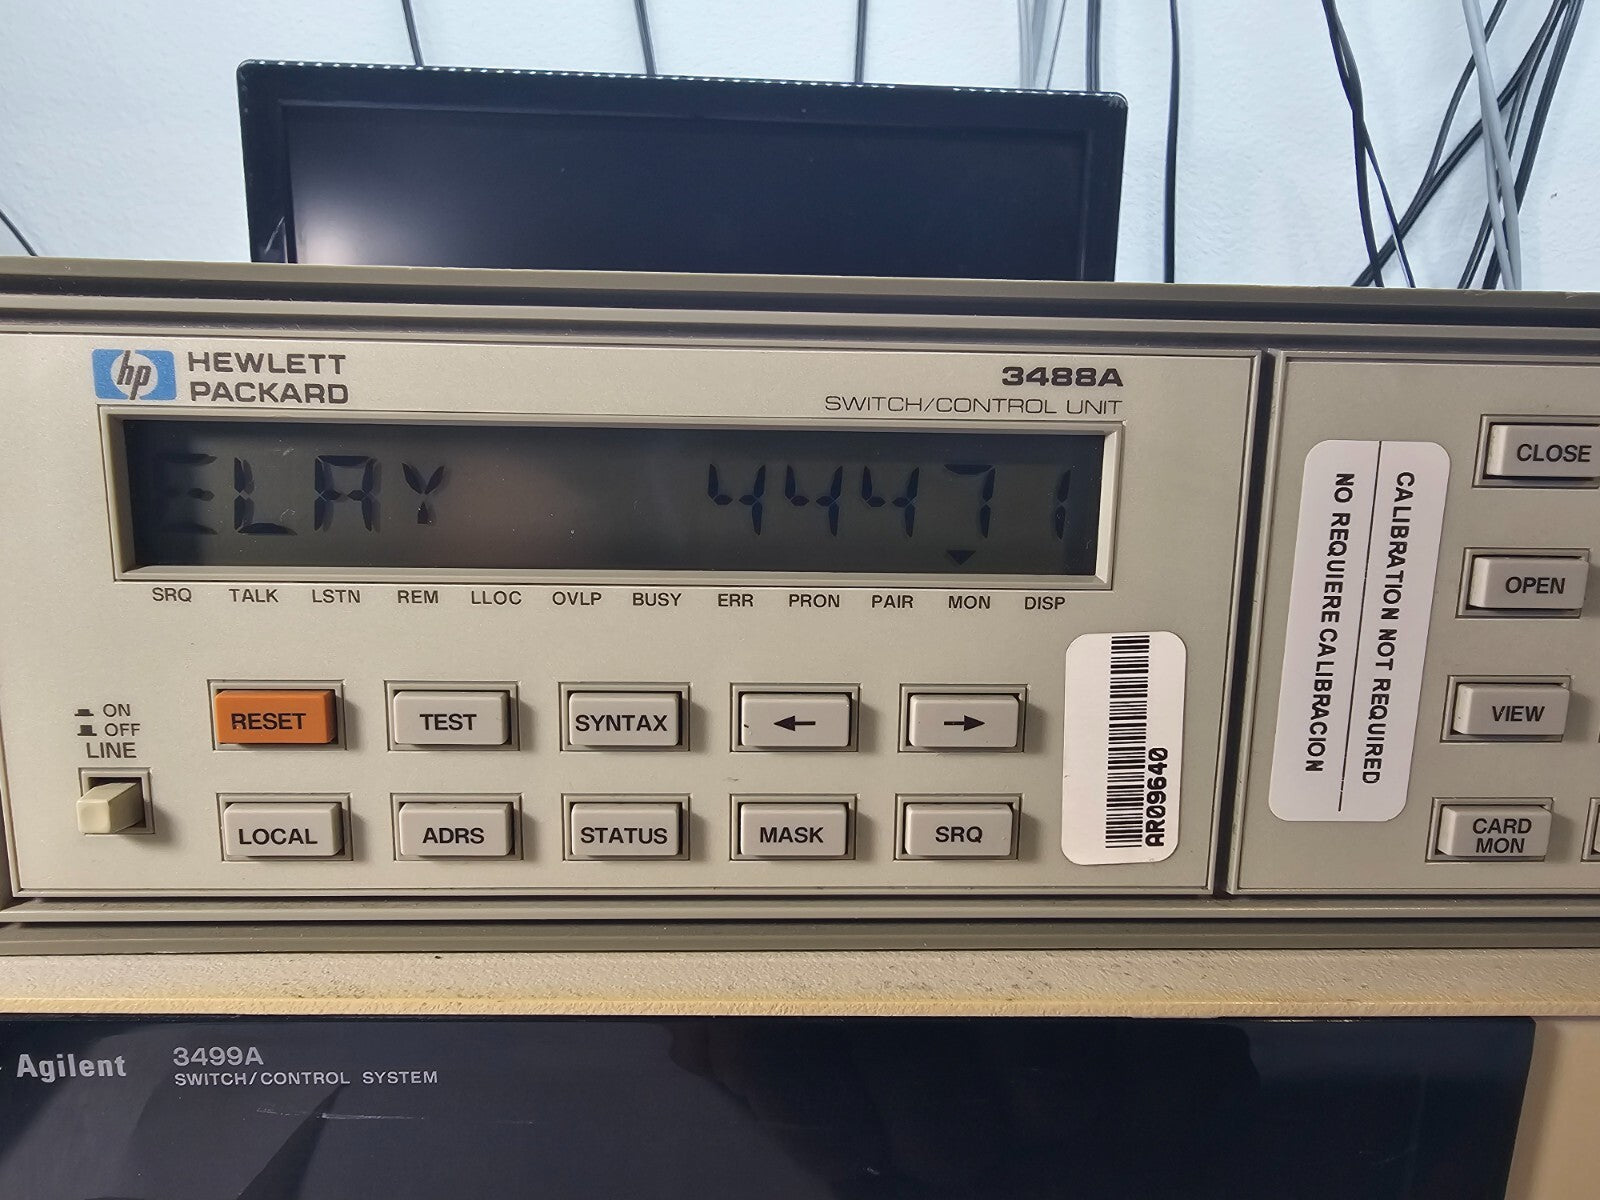 hp HEWLETT
PACKARD
3488A
SWITCH/CONTROL UNIT
ELAY 44471
SRQ TALK LSTN REM LLOC OVLP BUSY ERR PRON PAIR MON DISP
ON
OFF
LINE
RESET TEST SYNTAX ← →
LOCAL ADRS STATUS MASK SRQ
AR09640
CALIBRATION NOT REQUIRED
NO REQUIERE CALIBRACION
CLOSE
OPEN
VIEW
CARD
MON
Agilent 3499A
SWITCH/CONTROL SYSTEM